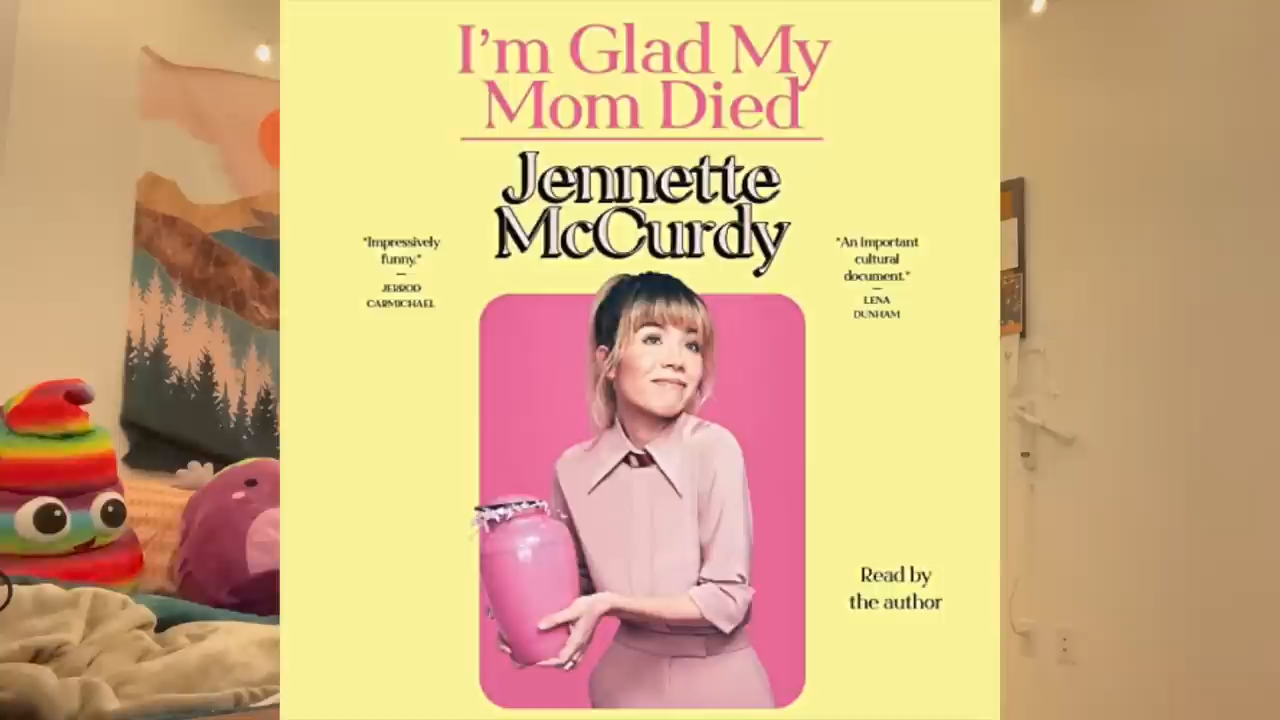 I'm Glad My
Mom Died
Jennette
McCurdy
"Impressively
funny."
—
JERROD
CARMICHAEL
"An important
cultural
document."
—
LENA
DUNHAM
Read by
the author